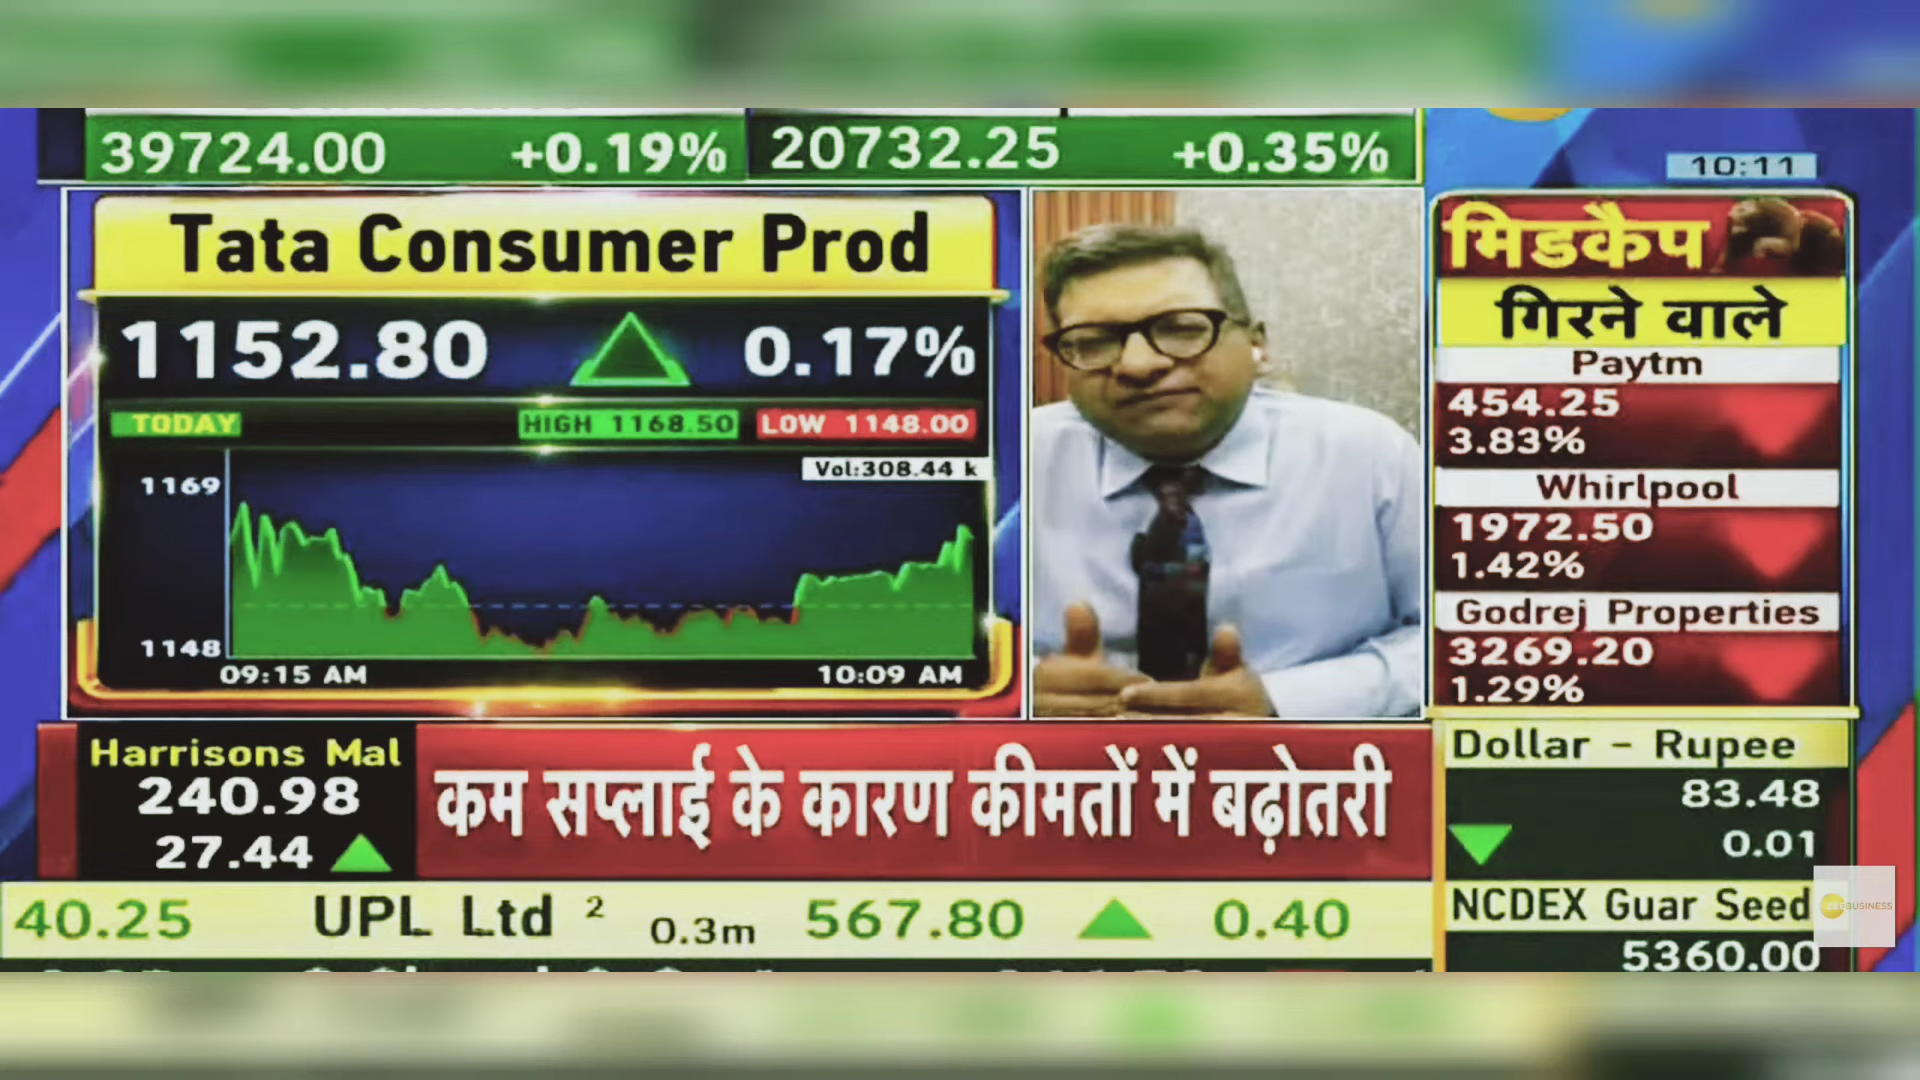 39724.00 +0.19% 20732.25 +0.35%
10:11
Tata Consumer Prod
1152.80 0.17%
TODAY HIGH 1168.50 LOW 1148.00
Vol:308.44 k
1169
1148
09:15 AM 10:09 AM
मिडकैप
गिरने वाले
Paytm
454.25
3.83%
Whirlpool
1972.50
1.42%
Godrej Properties
3269.20
1.29%
Harrisons Mal
240.98
27.44
कम सप्लाई के कारण कीमतों में बढ़ोतरी
Dollar - Rupee
83.48
0.01
NCDEX Guar Seed
5360.00
40.25 UPL Ltd 2 0.3m 567.80 0.40
ZEE BUSINESS